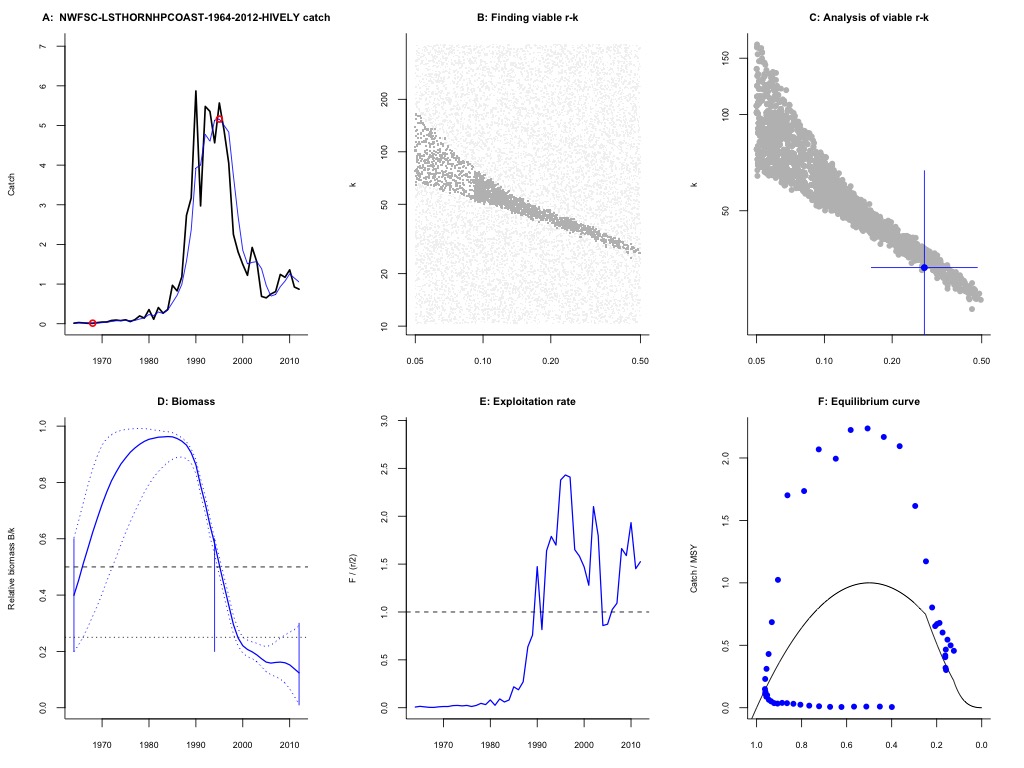 A: NWFSC-LSTHORNHPCOAST-1964-2012-HIVELY catch
Catch
7
6
5
4
3
2
1
0
1970 1980 1990 2000 2010
B: Finding viable r-k
k
200
100
50
20
10
0.05 0.10 0.20 0.50
C: Analysis of viable r-k
k
150
100
50
0.05 0.10 0.20 0.50
D: Biomass
Relative biomass B/k
1.0
0.8
0.6
0.4
0.2
0.0
1970 1980 1990 2000 2010
E: Exploitation rate
F / (r/2)
3.0
2.5
2.0
1.5
1.0
0.5
0.0
1970 1980 1990 2000 2010
F: Equilibrium curve
Catch / MSY
2.0
1.5
1.0
0.5
0.0
1.0 0.8 0.6 0.4 0.2 0.0